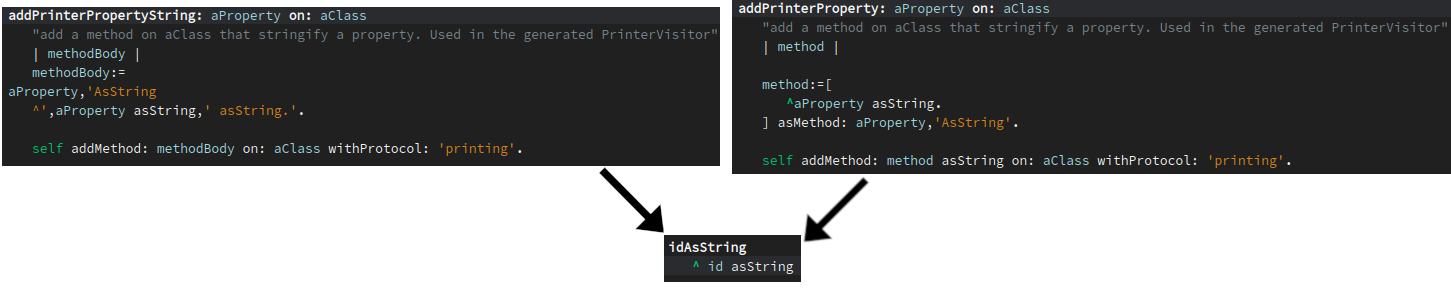 addPrinterPropertyString: aProperty on: aClass
"add a method on aClass that stringify a property. Used in the generated PrinterVisitor"
| methodBody |
methodBody:=
aProperty,'AsString
^',aProperty asString,' asString.'.
self addMethod: methodBody on: aClass withProtocol: 'printing'.
addPrinterProperty: aProperty on: aClass
"add a method on aClass that stringify a property. Used in the generated PrinterVisitor"
| method |
method:=[
^aProperty asString.
] asMethod: aProperty,'AsString'.
self addMethod: method asString on: aClass withProtocol: 'printing'.
idAsString
^ id asString